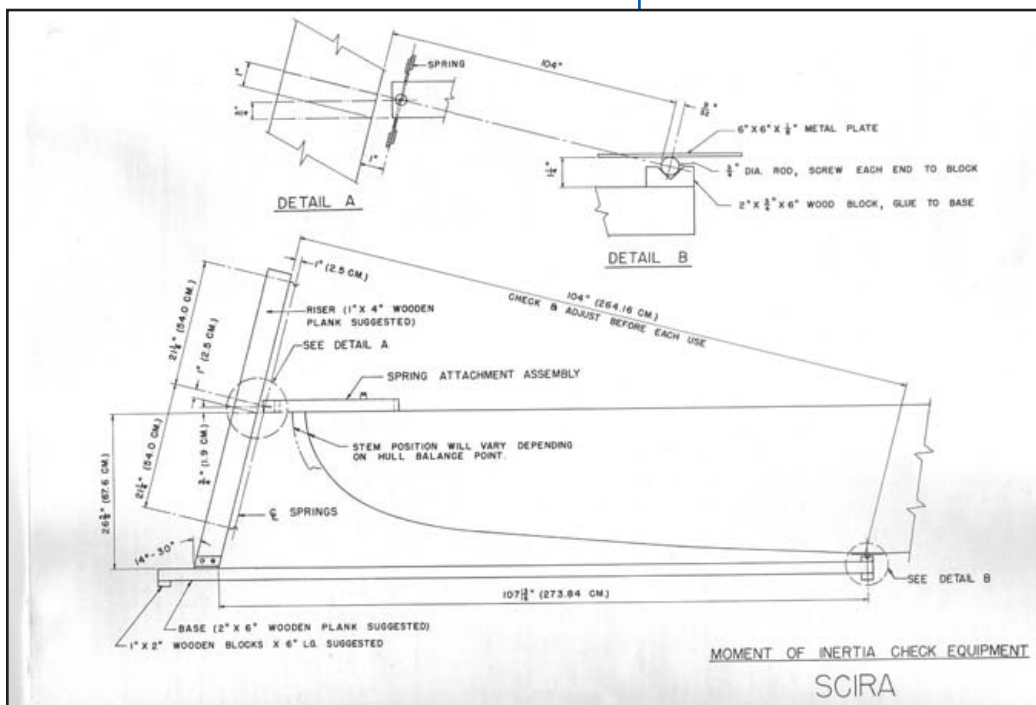 104"
SPRING
1"
3/4"
1"
9/32"
6" X 6" X 1/8" METAL PLATE
3/4" DIA. ROD, SCREW EACH END TO BLOCK
2" X 3/4" X 6" WOOD BLOCK, GLUE TO BASE
DETAIL A
DETAIL B
1" (2.5 CM.)
104" (264.16 CM.)
CHECK & ADJUST BEFORE EACH USE
RISER (1" X 4" WOODEN
PLANK SUGGESTED)
SEE DETAIL A
SPRING ATTACHMENT ASSEMBLY
21 1/4" (54.0 CM.)
1" (2.5 CM.)
STEM POSITION WILL VARY DEPENDING
ON HULL BALANGE POINT.
3/4" (1.9 CM.)
21 1/4" (54.0 CM.)
26 5/8" (67.6 CM.)
℄ SPRINGS
14°-30'
SEE DETAIL B
107 13/16" (273.84 CM.)
BASE (2" X 6" WOODEN PLANK SUGGESTED)
1" X 2" WOODEN BLOCKS X 6" LG. SUGGESTED
MOMENT OF INERTIA CHECK EQUIPMENT
SCIRA